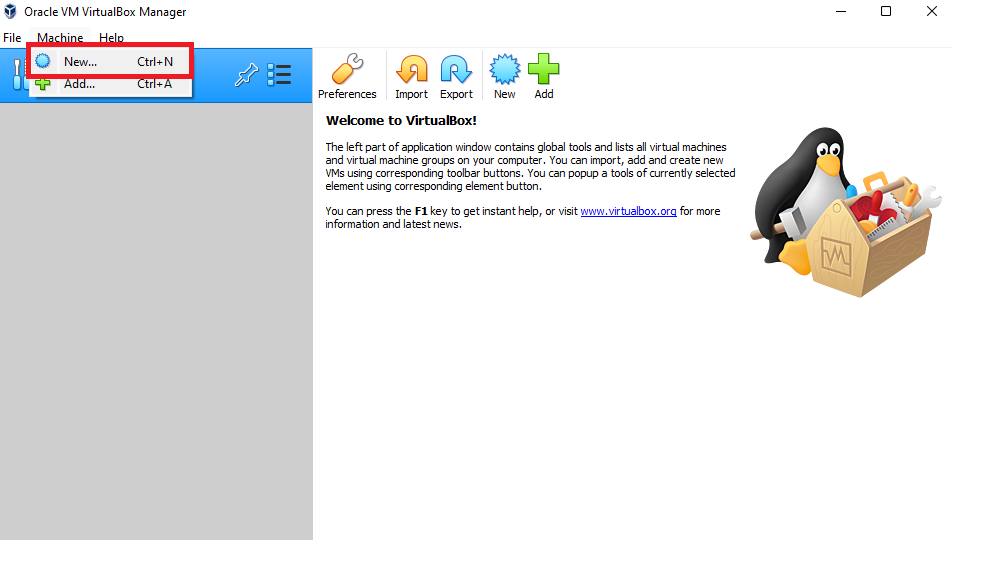 Oracle VM VirtualBox Manager
File Machine Help
New... Ctrl+N
Add... Ctrl+A
Preferences Import Export New Add
Welcome to VirtualBox!
The left part of application window contains global tools and lists all virtual machines
and virtual machine groups on your computer. You can import, add and create new
VMs using corresponding toolbar buttons. You can popup a tools of currently selected
element using corresponding element button.
You can press the F1 key to get instant help, or visit www.virtualbox.org for more
information and latest news.